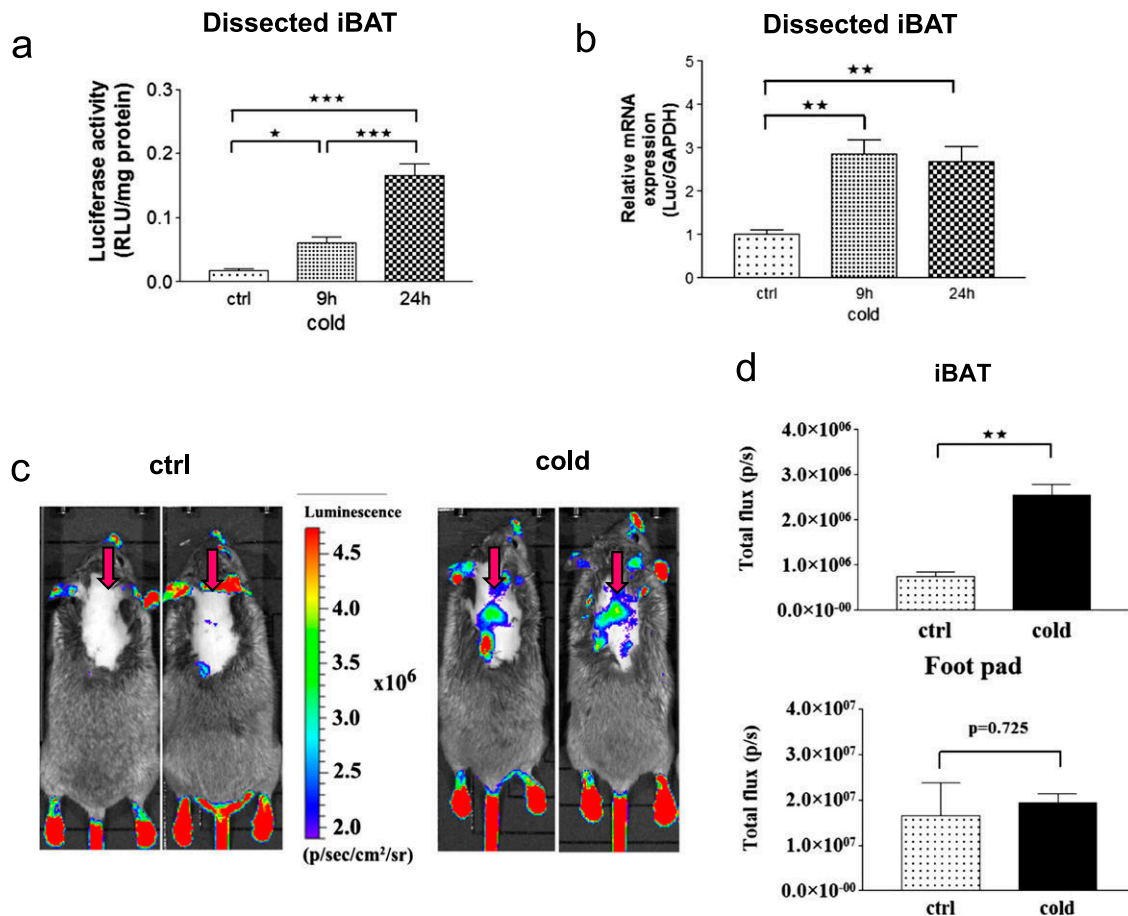 a
Dissected iBAT
Luciferase activity
(RLU/mg protein)
0.3
0.2
0.1
0.0
★★★
★
★★★
ctrl
9h
24h
cold
b
Dissected iBAT
Relative mRNA
expression
(Luc/GAPDH)
5
4
3
2
1
0
★★
★★
ctrl
9h
24h
cold
c
ctrl
cold
Luminescence
4.5
4.0
3.5
3.0
2.5
2.0
x10⁶
(p/sec/cm²/sr)
d
iBAT
Total flux (p/s)
4.0×10⁰⁶
3.0×10⁰⁶
2.0×10⁰⁶
1.0×10⁰⁶
0.0×10⁻⁰⁰
★★
ctrl
cold
Foot pad
Total flux (p/s)
4.0×10⁰⁷
3.0×10⁰⁷
2.0×10⁰⁷
1.0×10⁰⁷
0.0×10⁻⁰⁰
p=0.725
ctrl
cold